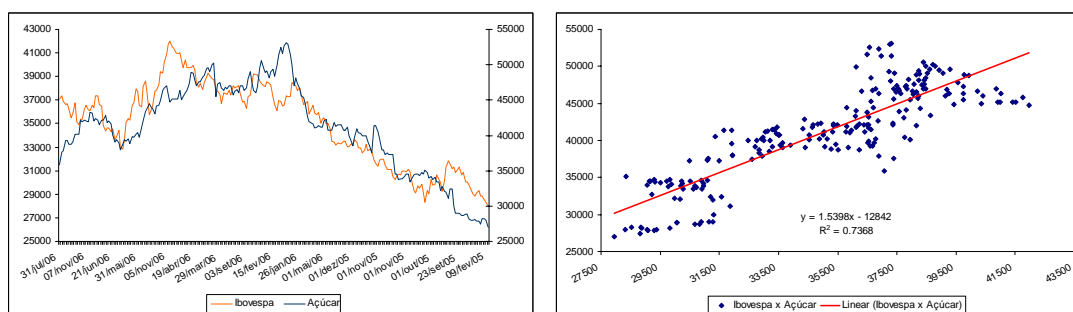 43000
41000
39000
37000
35000
33000
31000
29000
27000
25000
55000
50000
45000
40000
35000
30000
25000
31/jul/06
07/nov/06
21/jun/06
31/mai/06
05/nov/06
19/abr/06
29/mar/06
03/set/06
15/fev/06
26/jan/06
01/mai/05
01/dez/05
01/nov/05
01/nov/05
01/out/05
23/set/05
09/fev/05
Ibovespa
Açúcar
55000
50000
45000
40000
35000
30000
25000
27500
29500
31500
33500
35500
37500
39500
41500
43500
y = 1.5398x - 12842
R² = 0.7368
Ibovespa x Açúcar
Linear (Ibovespa x Açúcar)